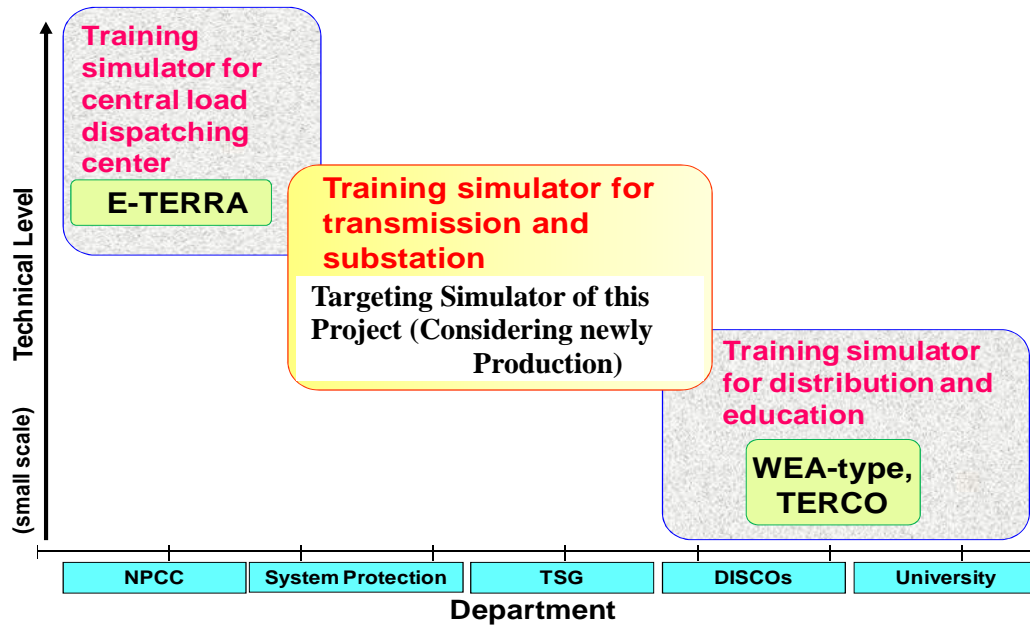 Training
simulator for
central load
dispatching
center
E-TERRA
Training simulator for
transmission and
substation
Targeting Simulator of this
Project (Considering newly
Production)
Training simulator
for distribution and
education
WEA-type,
TERCO
Technical Level
(small scale)
NPCC
System Protection
TSG
DISCOs
University
Department